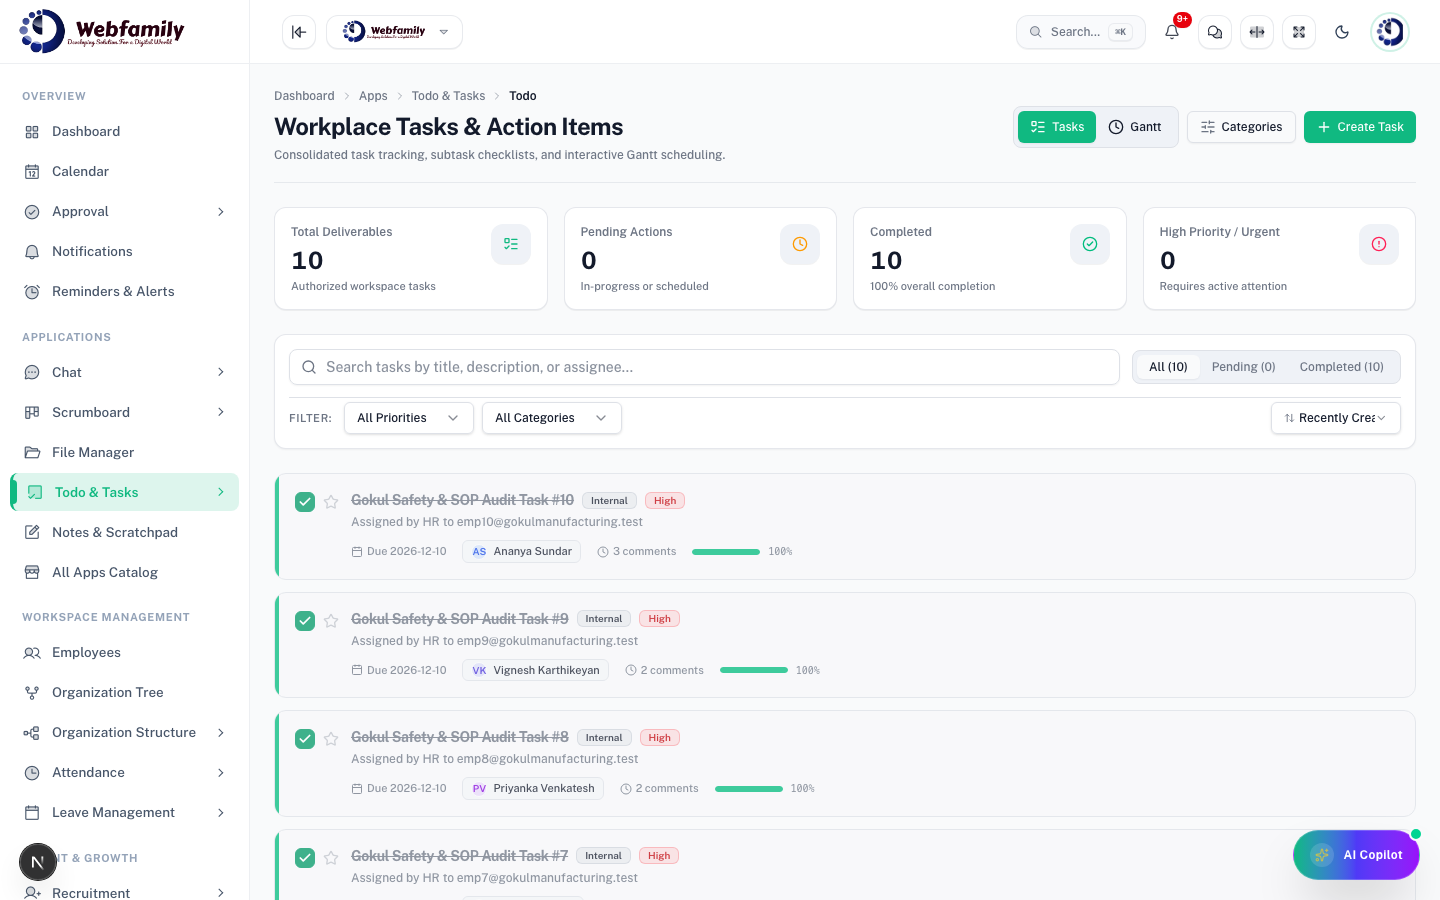 Webfamily
Developing Solution For a Digital World
Webfamily
Developing Solution For a Digital World
Search...
⌘K
9+
OVERVIEW
Dashboard
Calendar
Approval
Notifications
Reminders & Alerts
APPLICATIONS
Chat
Scrumboard
File Manager
Todo & Tasks
Notes & Scratchpad
All Apps Catalog
WORKSPACE MANAGEMENT
Employees
Organization Tree
Organization Structure
Attendance
Leave Management
NT & GROWTH
N
Recruitment
Dashboard > Apps > Todo & Tasks > Todo
Workplace Tasks & Action Items
Consolidated task tracking, subtask checklists, and interactive Gantt scheduling.
Tasks
Gantt
Categories
+ Create Task
Total Deliverables
10
Authorized workspace tasks
Pending Actions
0
In-progress or scheduled
Completed
10
100% overall completion
High Priority / Urgent
0
Requires active attention
Search tasks by title, description, or assignee...
All (10)
Pending (0)
Completed (10)
FILTER:
All Priorities
All Categories
Recently Crea
Gokul Safety & SOP Audit Task #10 Internal High
Assigned by HR to emp10@gokulmanufacturing.test
Due 2026-12-10 AS Ananya Sundar 3 comments 100%
Gokul Safety & SOP Audit Task #9 Internal High
Assigned by HR to emp9@gokulmanufacturing.test
Due 2026-12-10 VK Vignesh Karthikeyan 2 comments 100%
Gokul Safety & SOP Audit Task #8 Internal High
Assigned by HR to emp8@gokulmanufacturing.test
Due 2026-12-10 PV Priyanka Venkatesh 2 comments 100%
Gokul Safety & SOP Audit Task #7 Internal High
Assigned by HR to emp7@gokulmanufacturing.test
AI Copilot